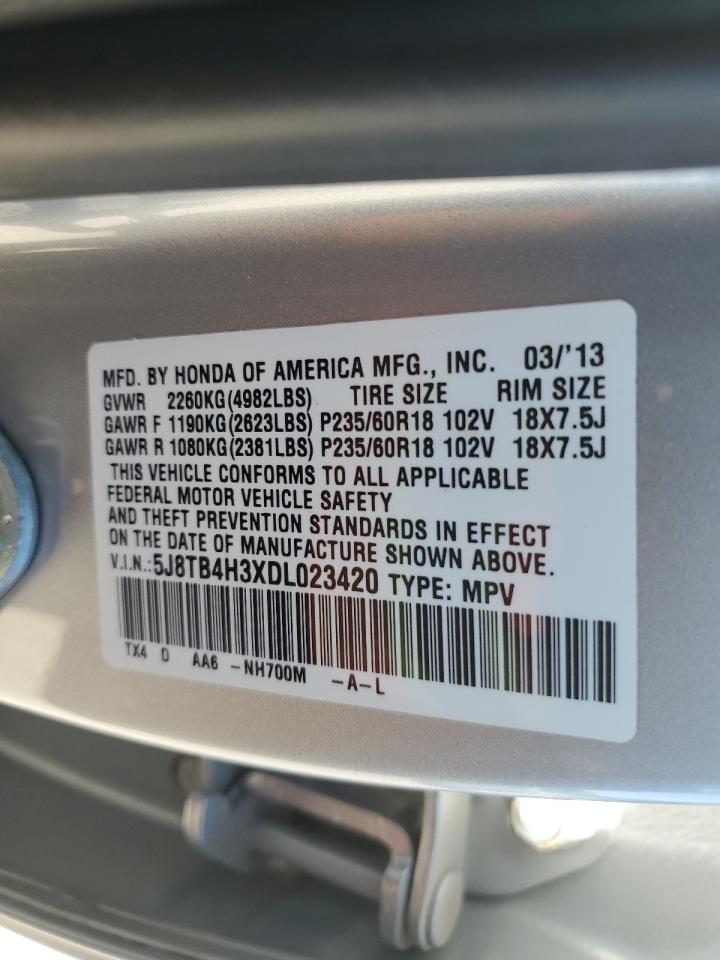 MFD. BY HONDA OF AMERICA MFG., INC. 03/'13
GVWR 2260KG(4982LBS) TIRE SIZE RIM SIZE
GAWR F 1190KG(2623LBS) P235/60R18 102V 18X7.5J
GAWR R 1080KG(2381LBS) P235/60R18 102V 18X7.5J
THIS VEHICLE CONFORMS TO ALL APPLICABLE
FEDERAL MOTOR VEHICLE SAFETY
AND THEFT PREVENTION STANDARDS IN EFFECT
ON THE DATE OF MANUFACTURE SHOWN ABOVE.
V.I.N.: 5J8TB4H3XDL023420 TYPE: MPV
TX4 D AA6 -NH700M -A-L